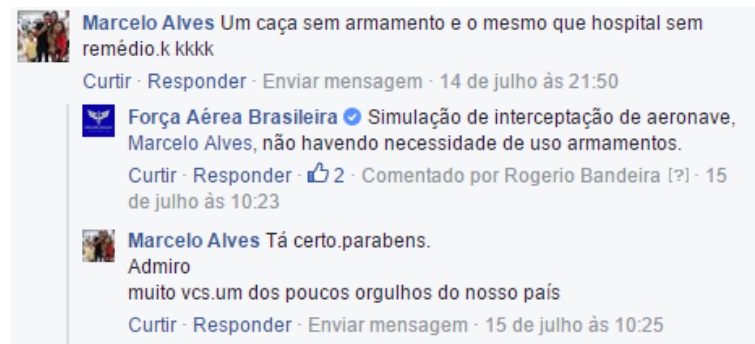 Marcelo Alves Um caça sem armamento e o mesmo que hospital sem
remédio.k kkkk
Curtir · Responder · Enviar mensagem · 14 de julho às 21:50
Força Aérea Brasileira Simulação de interceptação de aeronave,
Marcelo Alves, não havendo necessidade de uso armamentos.
Curtir · Responder · 2 · Comentado por Rogerio Bandeira [?] · 15
de julho às 10:23
Marcelo Alves Tá certo.parabens.
Admiro
muito vcs.um dos poucos orgulhos do nosso país
Curtir · Responder · Enviar mensagem · 15 de julho às 10:25